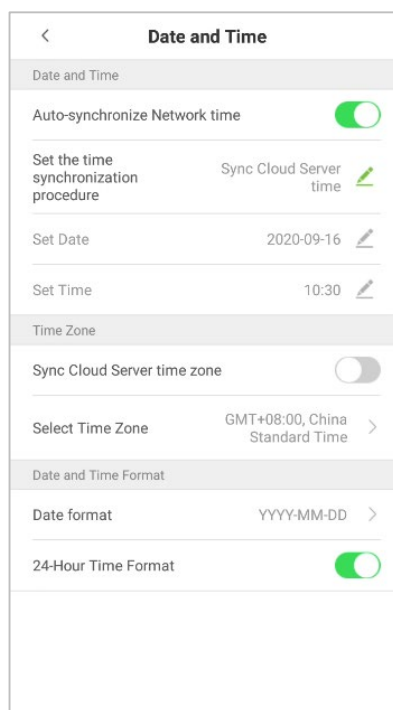 Date and Time
Date and Time
Auto-synchronize Network time
Set the time
synchronization
procedure
Sync Cloud Server
time
Set Date
2020-09-16
Set Time
10:30
Time Zone
Sync Cloud Server time zone
Select Time Zone
GMT+08:00, China
Standard Time
Date and Time Format
Date format
YYYY-MM-DD
24-Hour Time Format